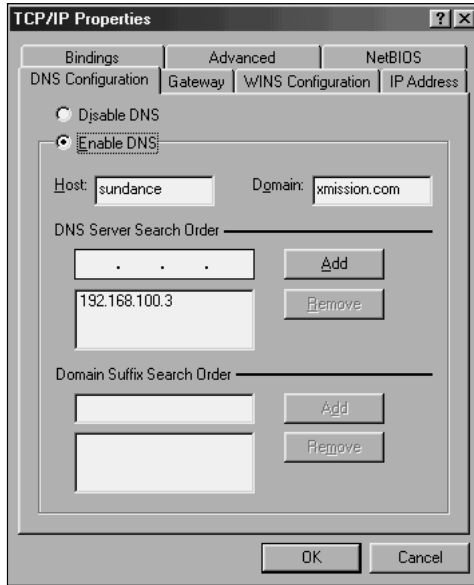 TCP/IP Properties ? ×
Bindings Advanced NetBIOS
DNS Configuration Gateway WINS Configuration IP Address
Disable DNS
Enable DNS
Host: sundance Domain: xmission.com
DNS Server Search Order
. . . Add
192.168.100.3 Remove
Domain Suffix Search Order
Add
Remove
OK Cancel